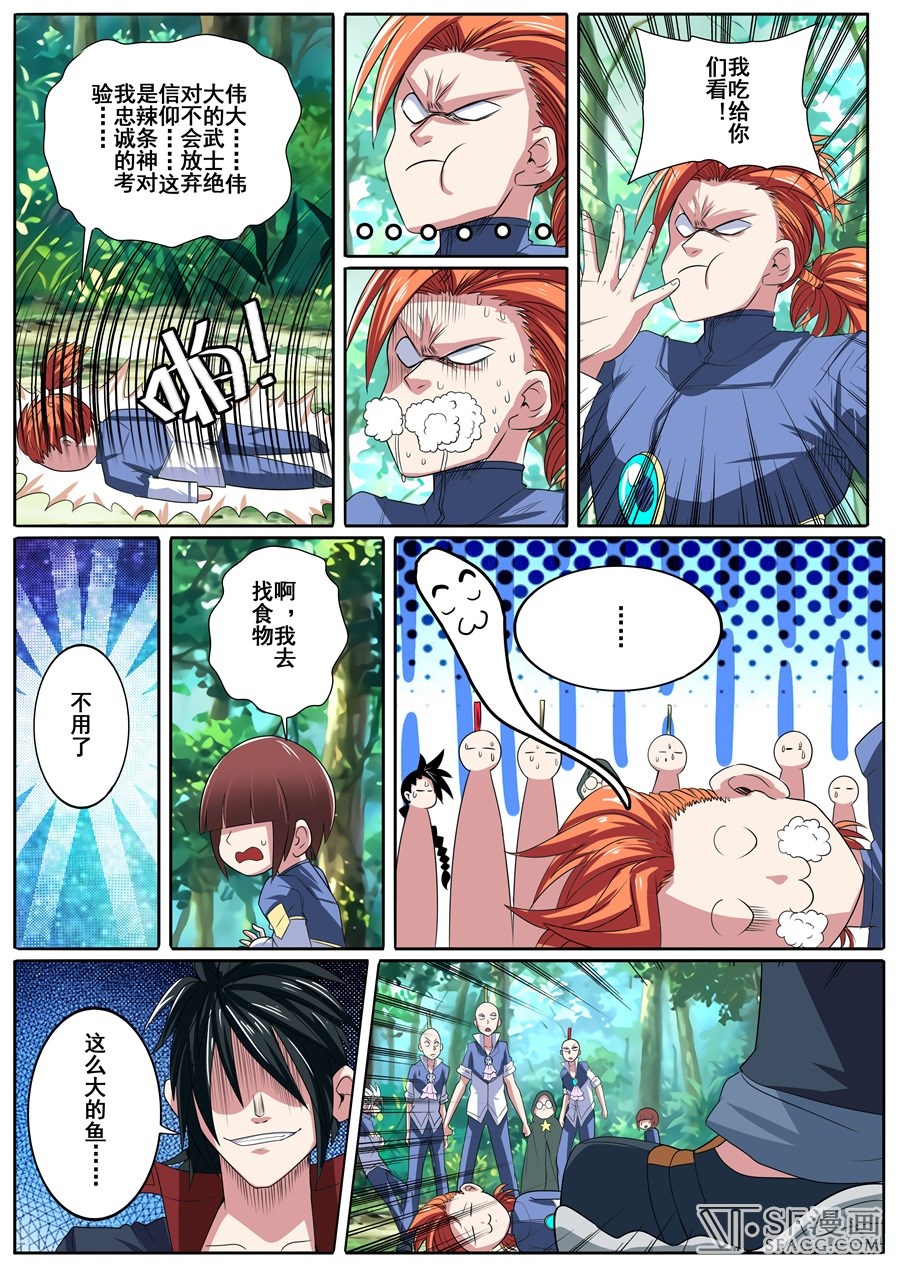 我吃给你
们看！
伟大……
大的武士绝
对不会放弃
信仰……这
是辣条神对
我忠诚的考
验……
啪！
……
啊，我去
找食物
不用了
这么大的鱼……
SF漫画
SFACG.COM